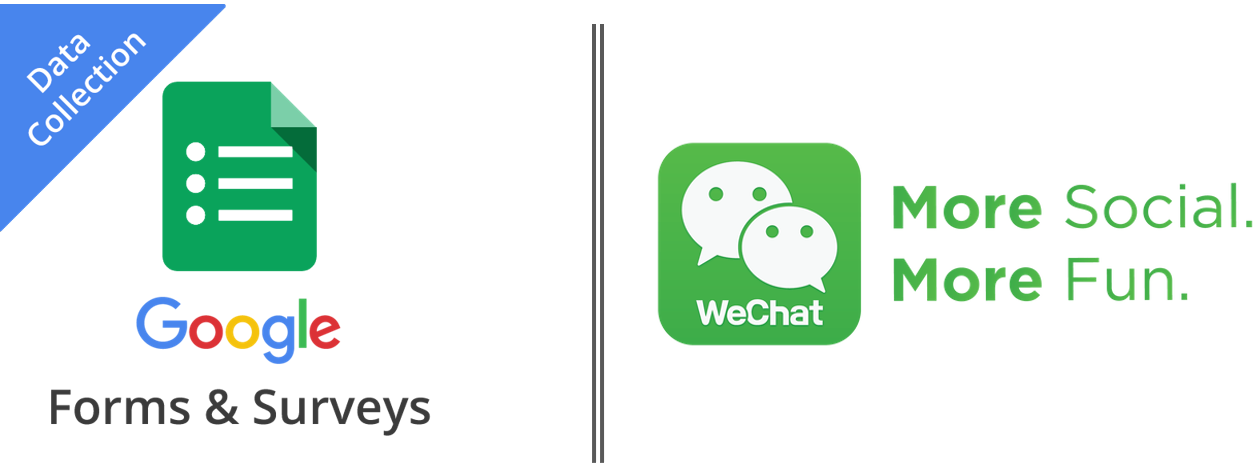 Data
Collection
Google
Forms & Surveys
WeChat
More Social.
More Fun.